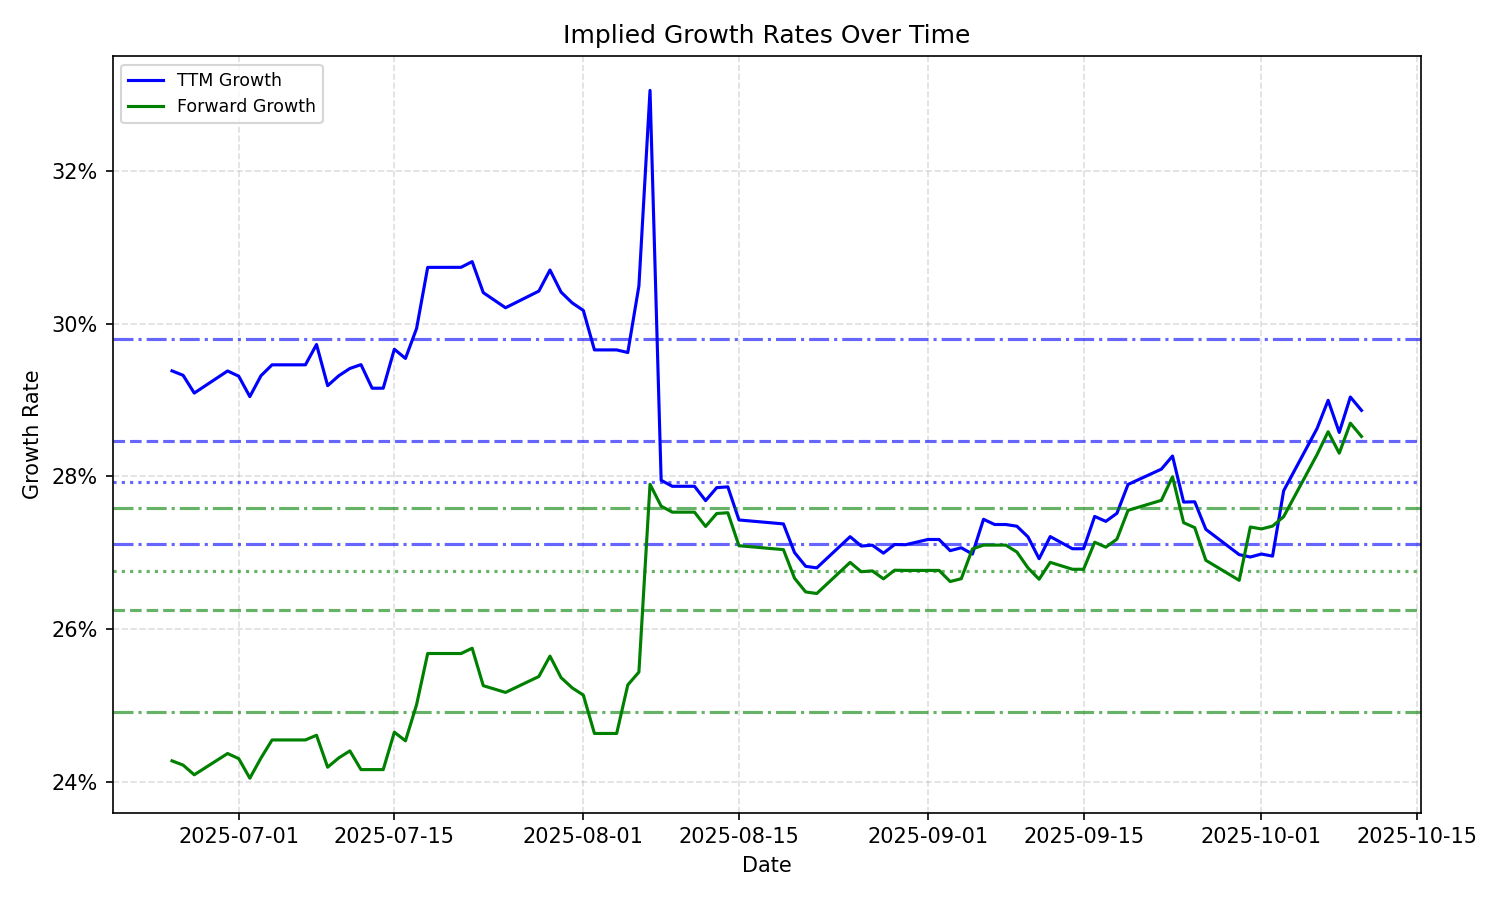 Implied Growth Rates Over Time
TTM Growth
Forward Growth
32%
30%
28%
26%
24%
Growth Rate
2025-07-01
2025-07-15
2025-08-01
2025-08-15
2025-09-01
2025-09-15
2025-10-01
2025-10-15
Date